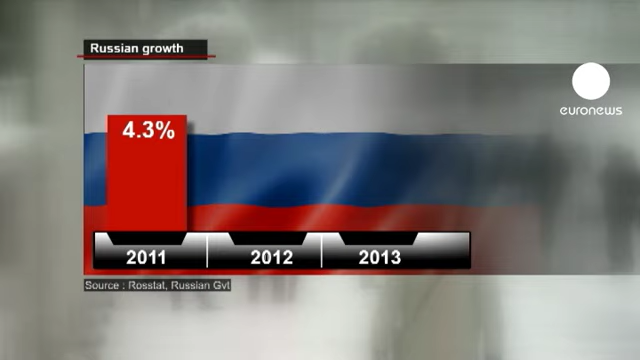 Russian growth
euronews
4.3%
2011 2012 2013
Source : Rosstat, Russian Gvt